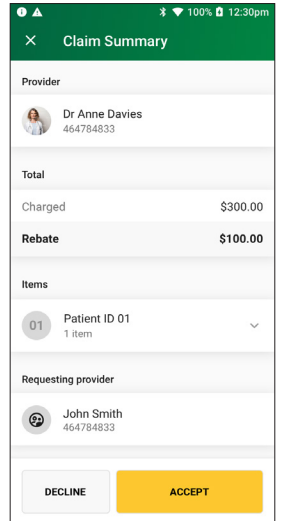 100% 12:30pm
Claim Summary
Provider
Dr Anne Davies
464784833
Total
Charged $300.00
Rebate $100.00
Items
01 Patient ID 01
1 item
Requesting provider
John Smith
464784833
DECLINE ACCEPT